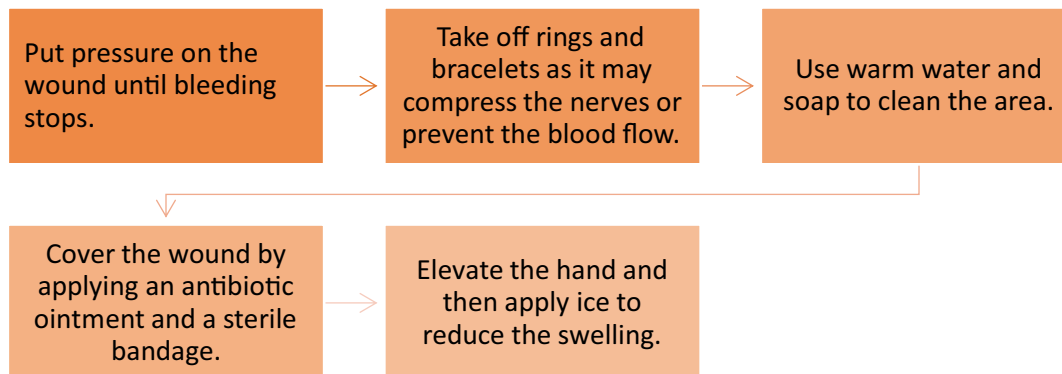 Put pressure on the
wound until bleeding
stops.
Take off rings and
bracelets as it may
compress the nerves or
prevent the blood flow.
Use warm water and
soap to clean the area.
Cover the wound by
applying an antibiotic
ointment and a sterile
bandage.
Elevate the hand and
then apply ice to
reduce the swelling.